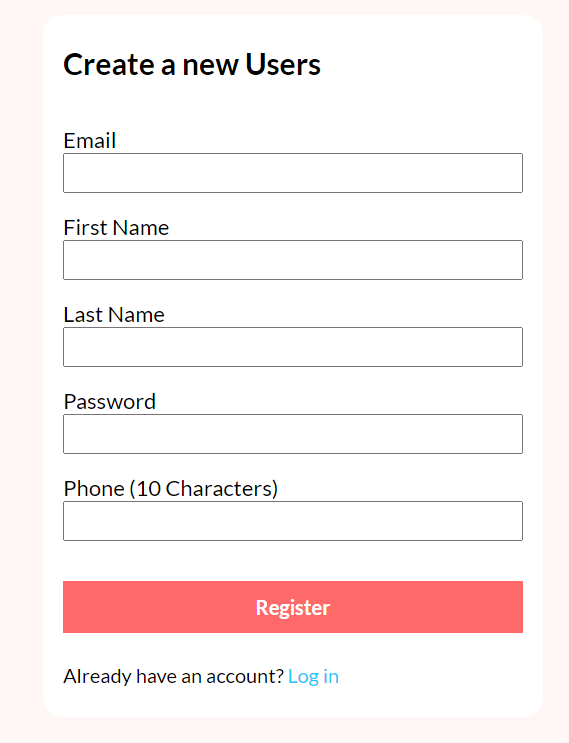 Create a new Users
Email
First Name
Last Name
Password
Phone (10 Characters)
Register
Already have an account? Log in